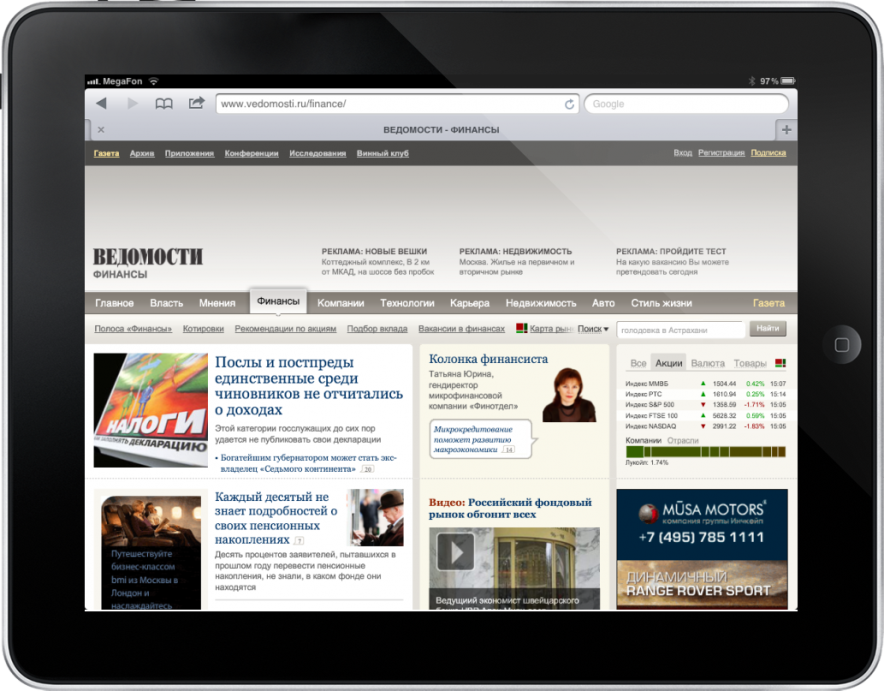 MegaFon
97%
www.vedomosti.ru/finance/
Google
ВЕДОМОСТИ - ФИНАНСЫ
Газета Архив Приложения Конференции Исследования Винный клуб
Вход Регистрация Подписка
ВЕДОМОСТИ
ФИНАНСЫ
РЕКЛАМА: НОВЫЕ ВЕШКИ
Коттеджный комплекс, В 2 км
от МКАД, на шоссе без пробок
РЕКЛАМА: НЕДВИЖИМОСТЬ
Москва. Жилье на первичном и
вторичном рынке
РЕКЛАМА: ПРОЙДИТЕ ТЕСТ
На какую вакансию Вы можете
претендовать сегодня
Главное Власть Мнения Финансы Компании Технологии Карьера Недвижимость Авто Стиль жизни Газета
Полоса «Финансы» Котировки Рекомендации по акциям Подбор вклада Вакансии в финансах Карта рын Поиск
голодовка в Астрахани
Найти
НАЛОГИ
ЗАПОЛНЯТЬ ДЕКЛАРАЦИЮ
Послы и постпреды
единственные среди
чиновников не отчитались
о доходах
Этой категории госслужащих до сих пор
удается не публиковать свои декларации
• Богатейшим губернатором может стать экс-
владелец «Седьмого континента» 20
Колонка финансиста
Татьяна Юрина,
гендиректор
микрофинансовой
компании «Финотдел»
Микрокредитование
поможет развитию
макроэкономики 14
Все Акции Валюта Товары
Индекс ММВБ 1504.44 0.42% 15:07
Индекс РТС 1610.94 0.25% 15:14
Индекс S&P 500 1358.59 -1.71% 15:05
Индекс FTSE 100 5628.32 0.59% 15:05
Индекс NASDAQ 2991.22 -1.83% 15:05
Компании Отрасли
Лукойл: 1.74%
Путешествуйте
бизнес-классом
bmi из Москвы в
Лондон и
наслаждайтесь
Каждый десятый не
знает подробностей о
своих пенсионных
накоплениях 7
Десять процентов заявителей, пытавшихся в
прошлом году перевести пенсионные
накопления, не знали, в каком фонде они
находятся
Видео: Российский фондовый
рынок обгонит всех
Ведущий экономист швейцарского
MŪSA MOTORS
компания группы Инчкейп
+7 (495) 785 1111
ДИНАМИЧНЫЙ
RANGE ROVER SPORT